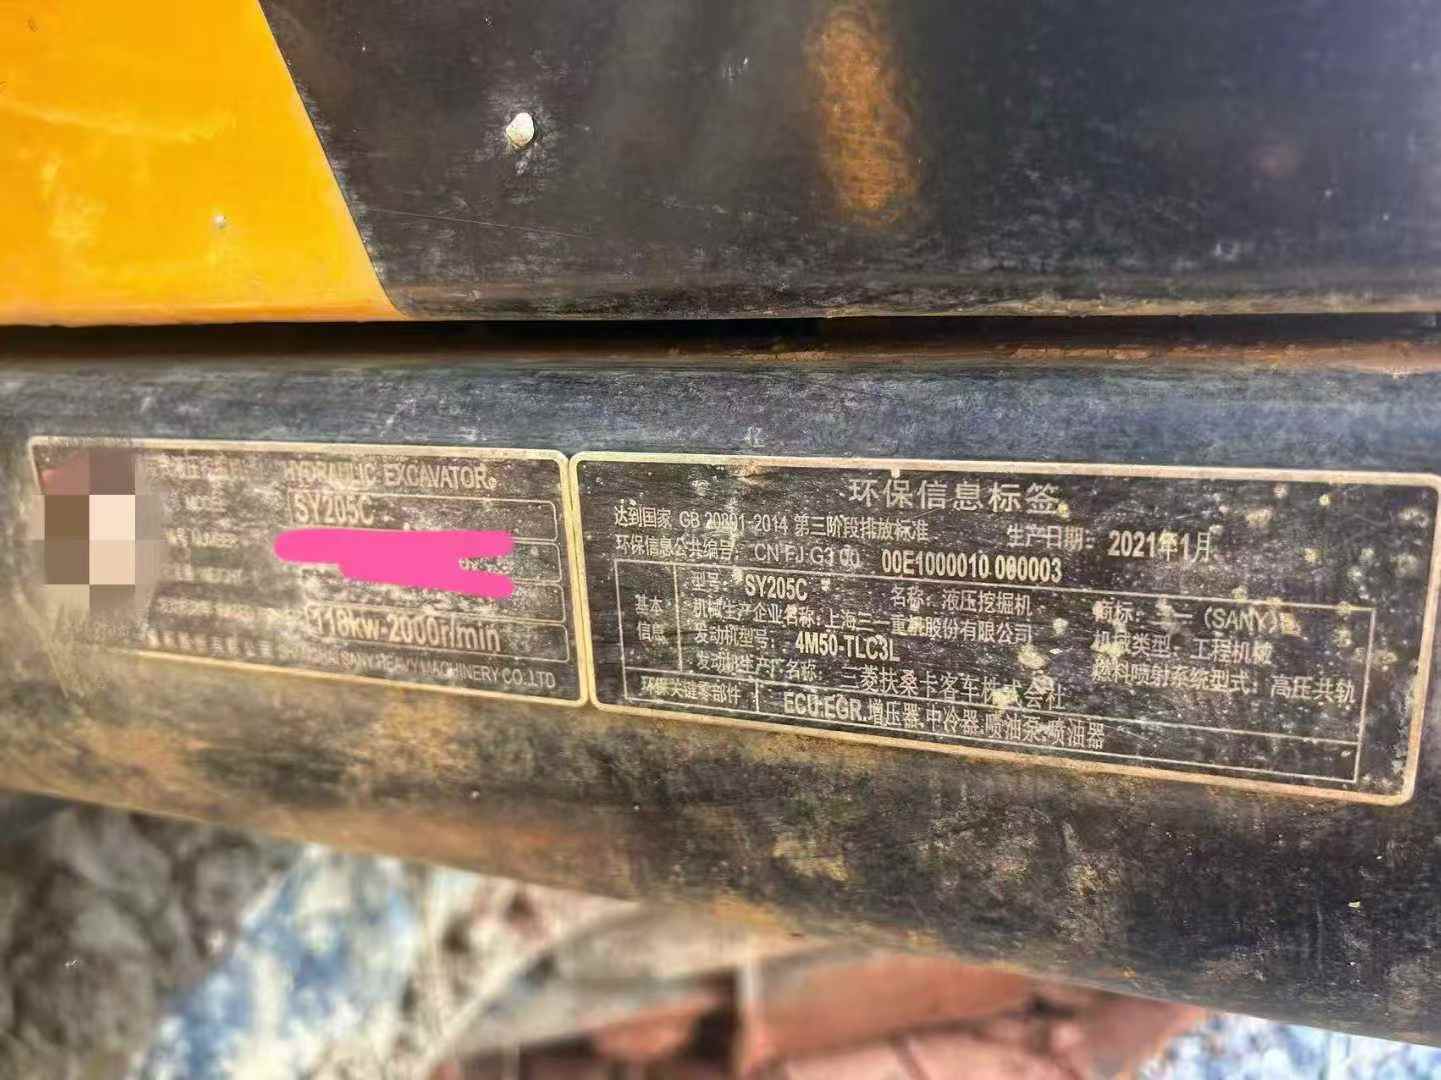 HYDRAULIC EXCAVATOR
SY205C
118kw-2000r/min
SANY HEAVY MACHINERY CO.,LTD
环保信息标签
达到国家 GB 20891-2014 第三阶段排放标准 生产日期: 2021年1月
环保信息公共编号: CN FJ G3 00 00E1000010 000003
基本信息
型号: SY205C 名称: 液压挖掘机 商标: 三一 (SANY)
机械生产企业名称: 上海三一重机股份有限公司 机械类型: 工程机械
发动机型号: 4M50-TLC3L 燃料喷射系统型式: 高压共轨
发动机生产厂名称: 三菱扶桑卡客车株式会社
环保关键零部件 ECU.EGR.增压器.中冷器.喷油泵.喷油器